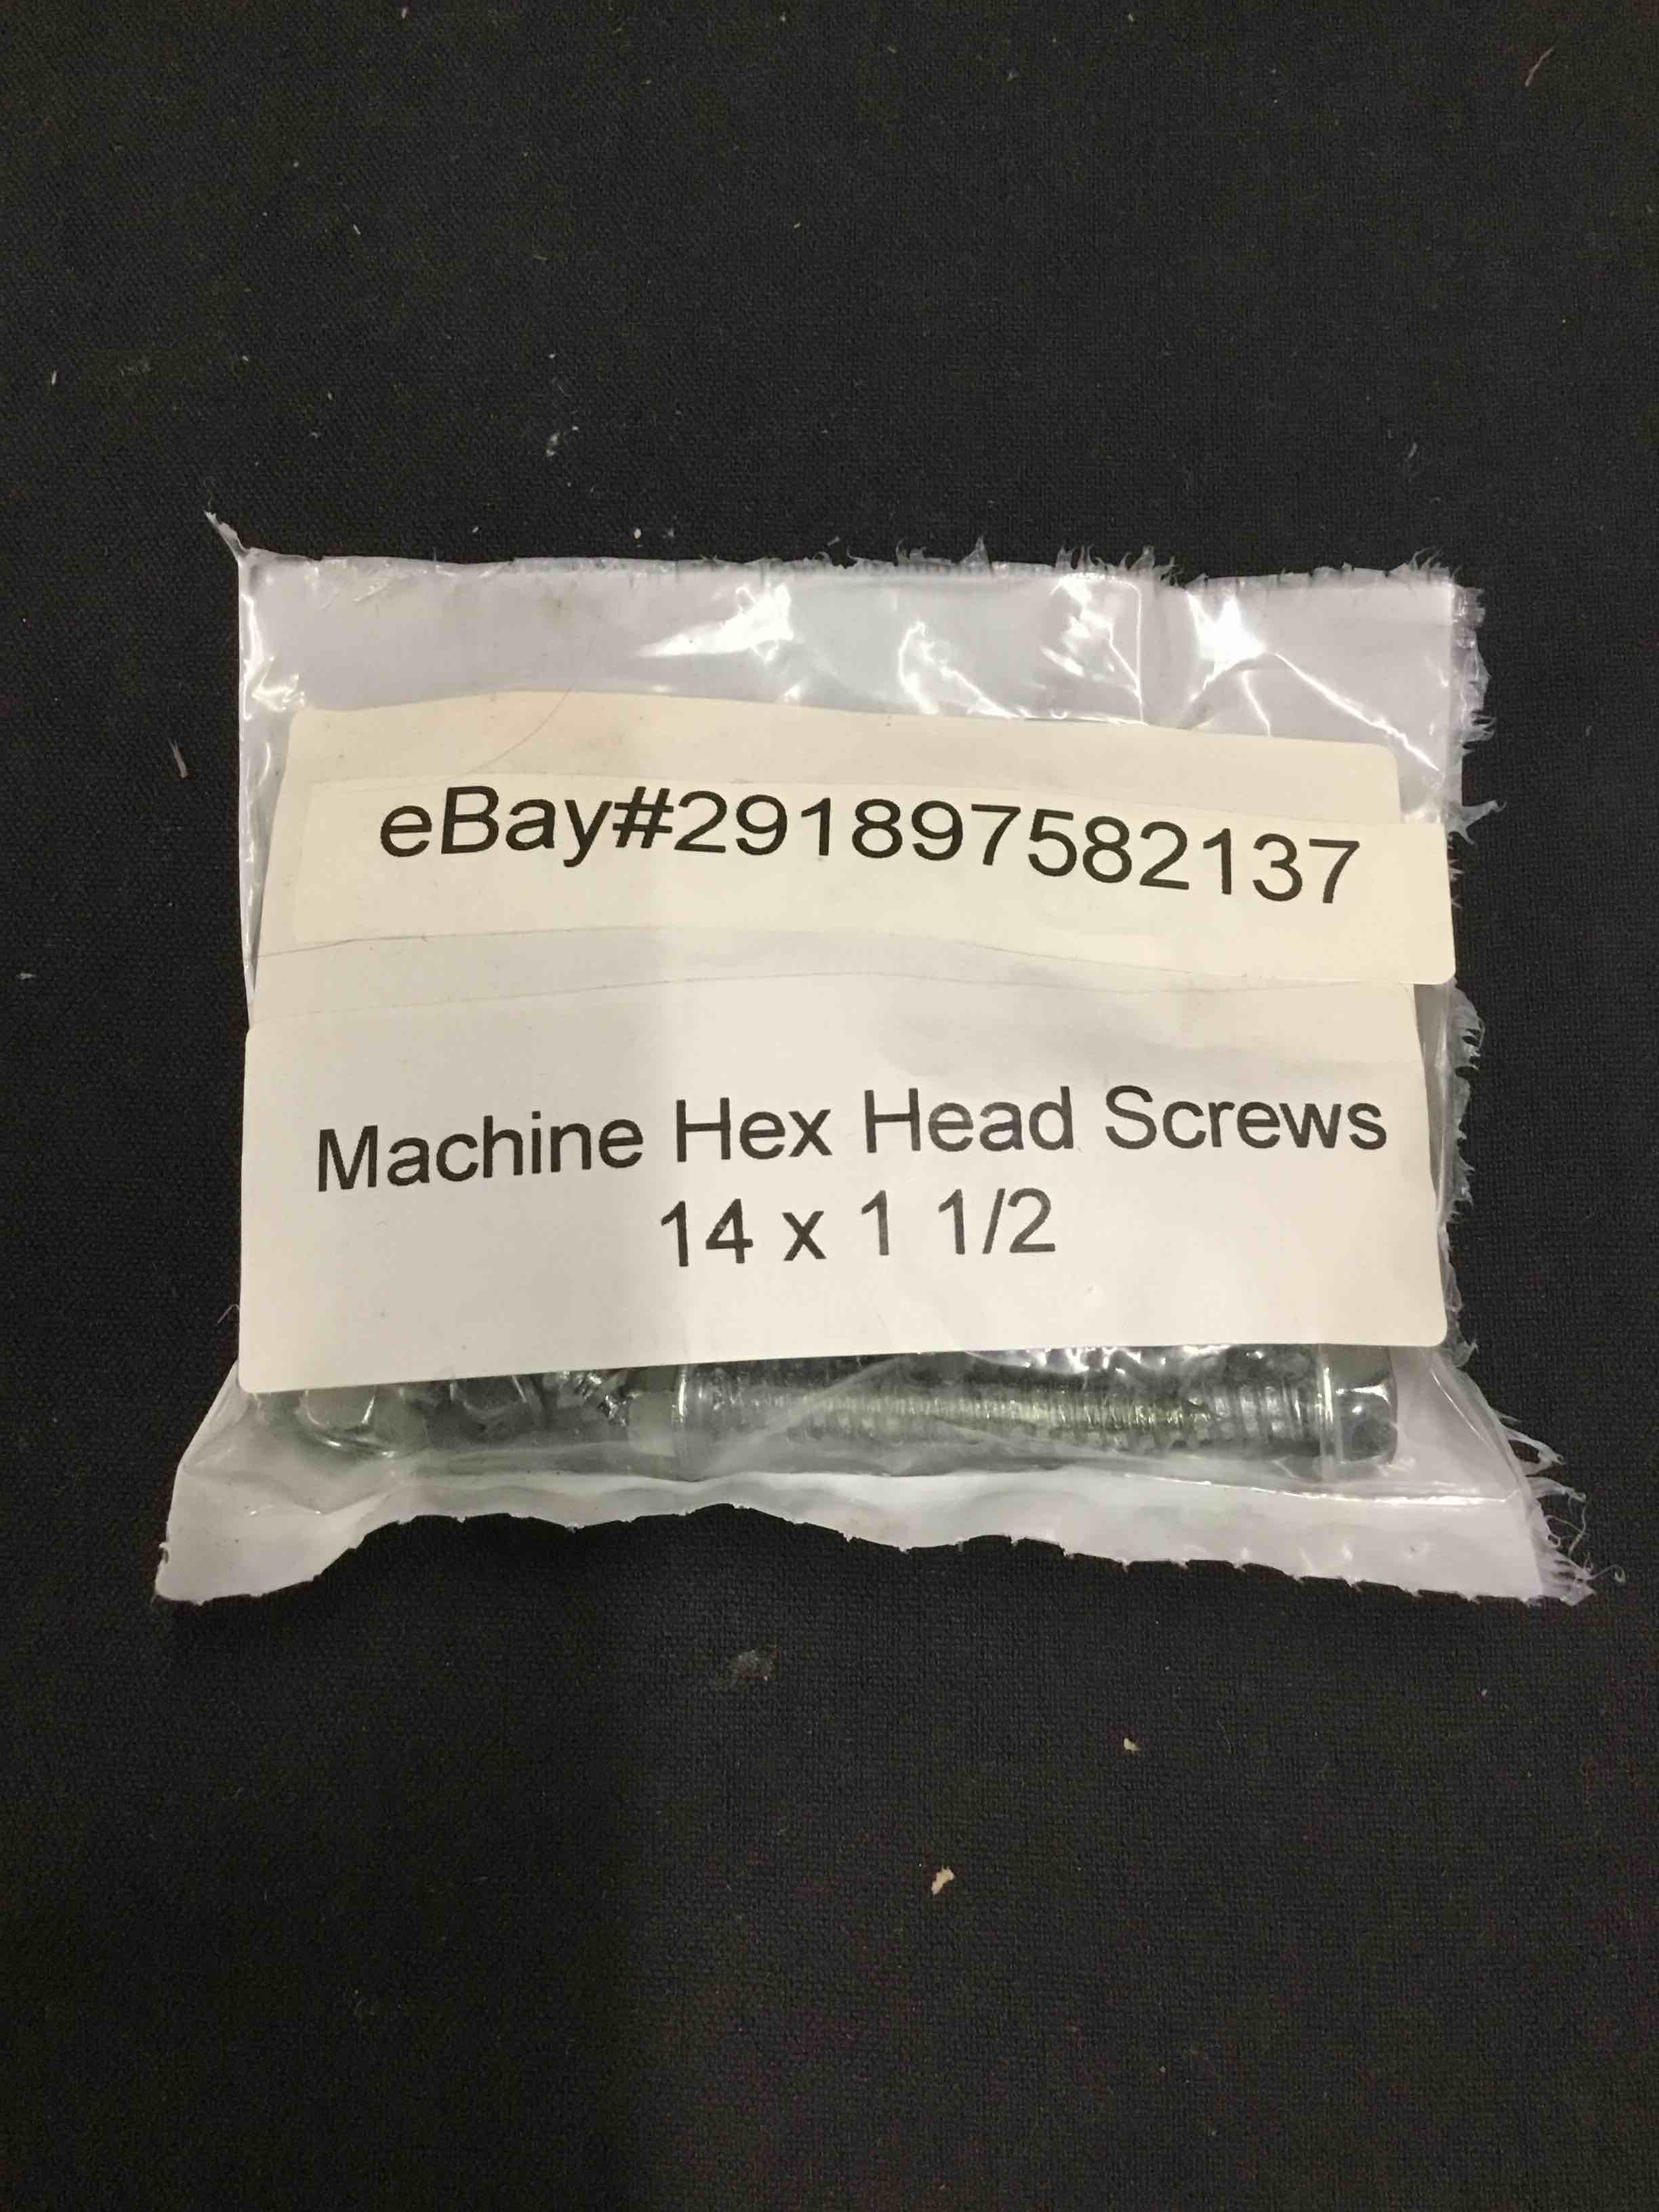 eBay#291897582137
Machine Hex Head Screws
14 x 1 1/2